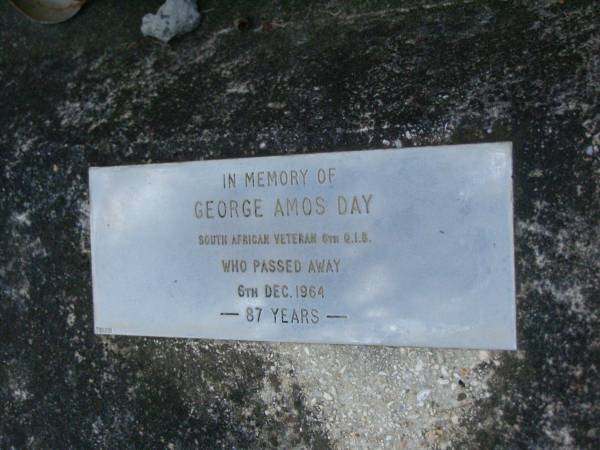 IN MEMORY OF
GEORGE AMOS DAY
SOUTH AFRICAN VETERAN 6TH Q.I.B.
WHO PASSED AWAY
6TH DEC. 1964
— 87 YEARS —